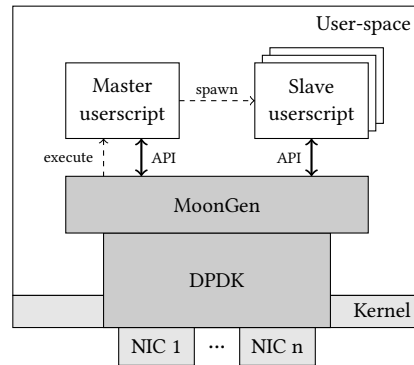 User-space
Master
userscript
spawn
Slave
userscript
execute
API
API
MoonGen
DPDK
Kernel
NIC 1
...
NIC n